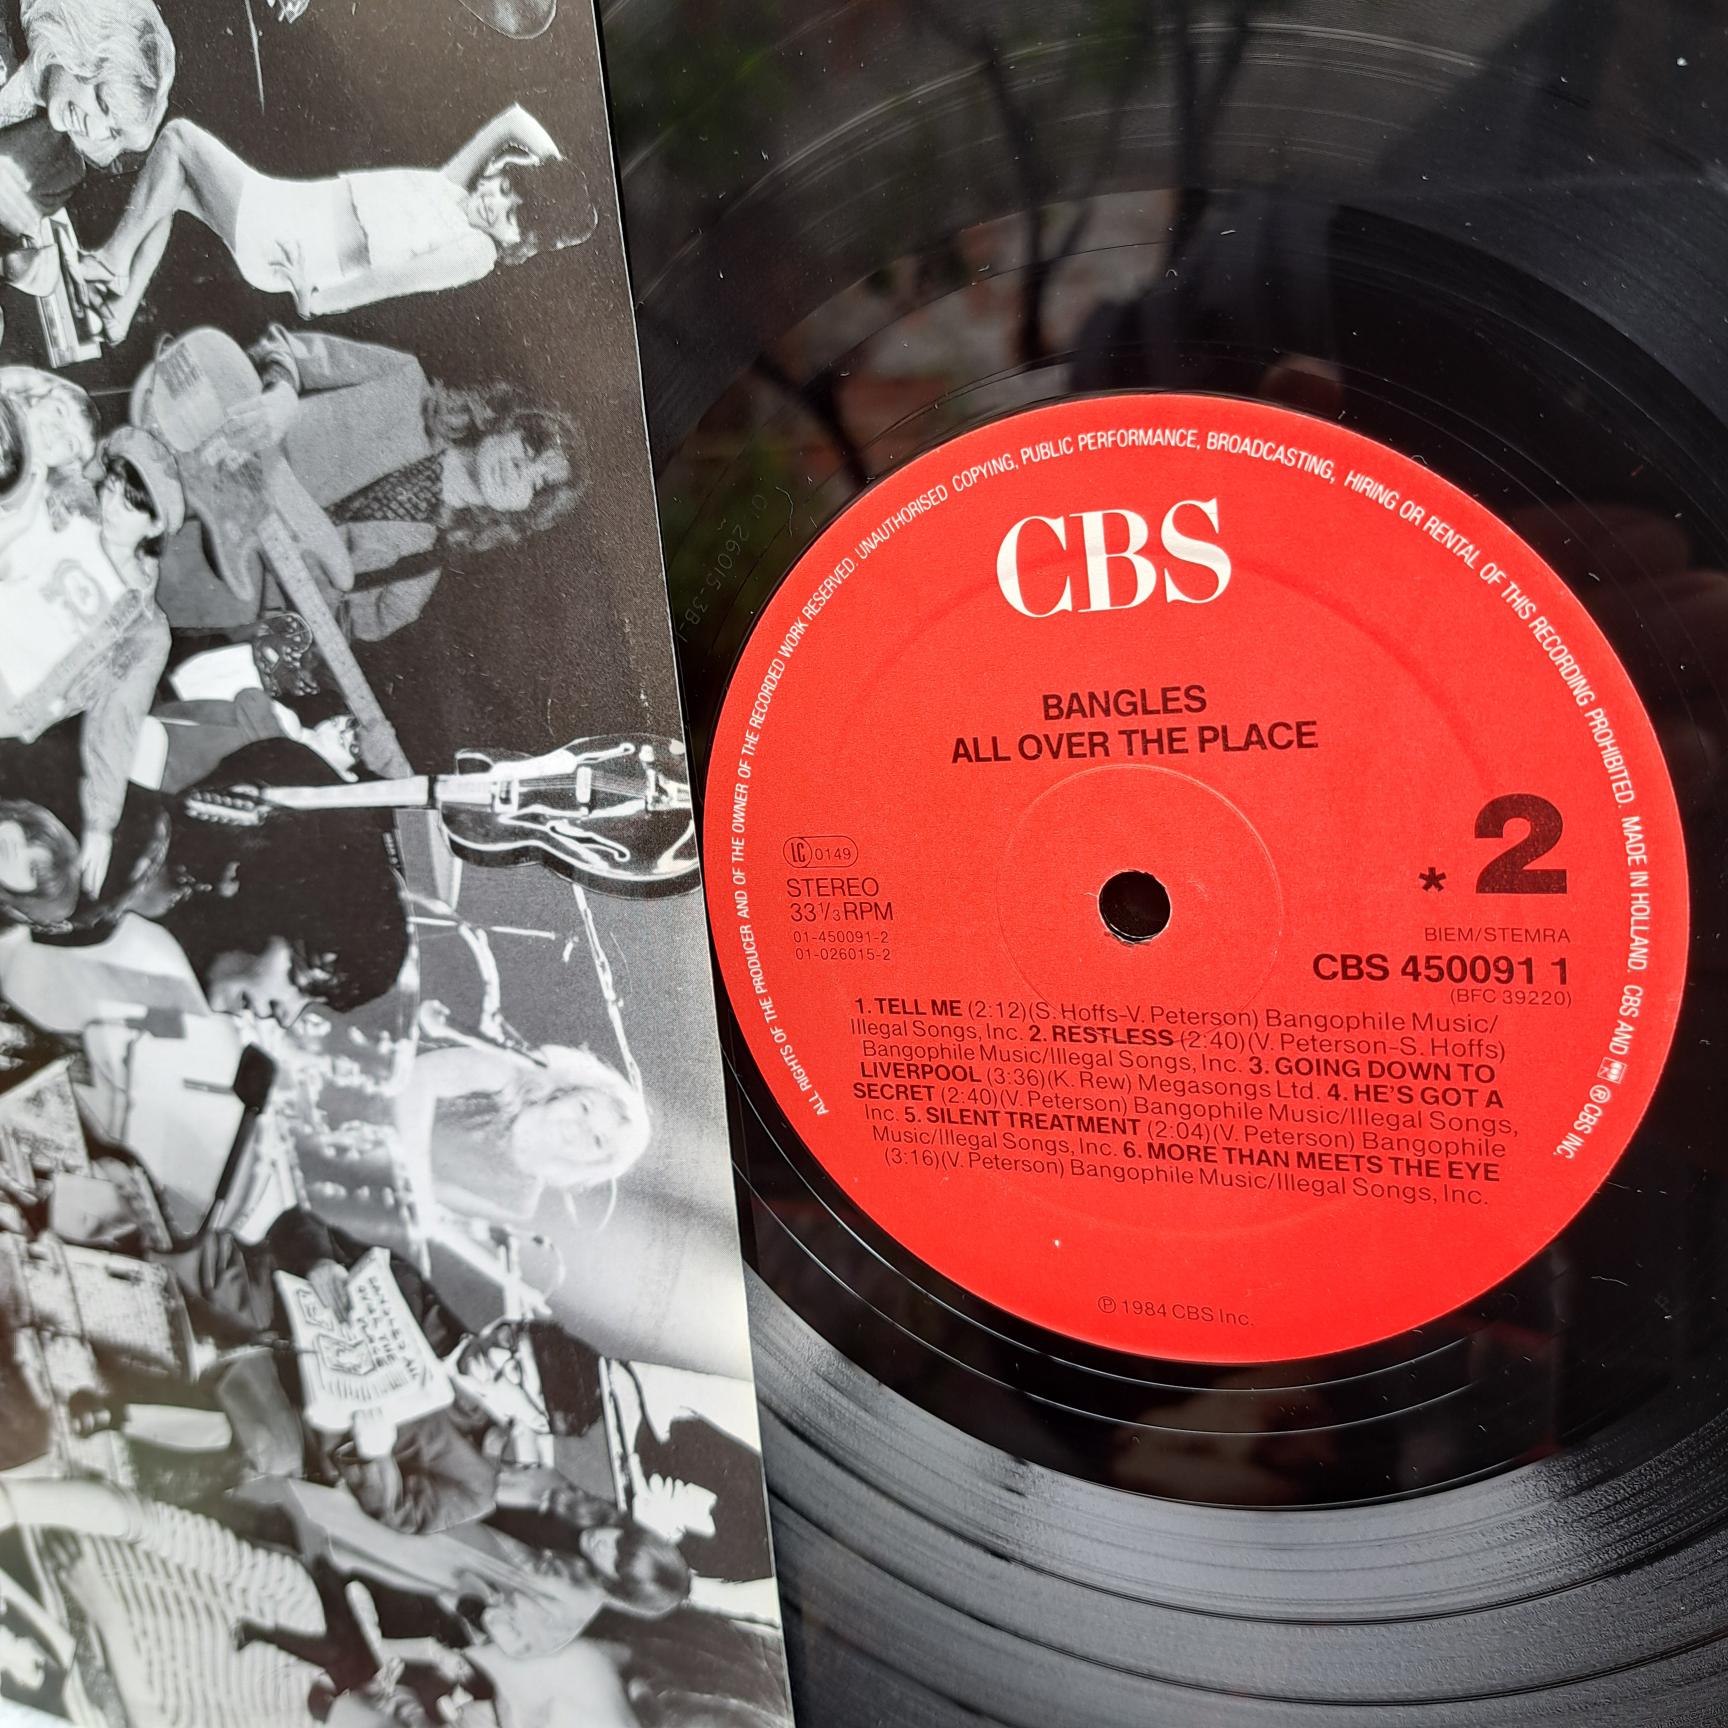 ALL RIGHTS OF THE PRODUCER AND OF THE OWNER OF THE RECORDED WORK RESERVED. UNAUTHORISED COPYING, PUBLIC PERFORMANCE, BROADCASTING, HIRING OR RENTAL OF THIS RECORDING PROHIBITED. MADE IN HOLLAND. CBS AND ℗ CBS INC.
CBS
BANGLES
ALL OVER THE PLACE
LC 0149
STEREO
33 1/3 RPM
01-450091-2
01-026015-2
* 2
BIEM/STEMRA
CBS 450091 1
(BFC 39220)
1. TELL ME (2:12)(S. Hoffs-V. Peterson) Bangophile Music/
Illegal Songs, Inc. 2. RESTLESS (2:40)(V. Peterson-S. Hoffs)
Bangophile Music/Illegal Songs, Inc. 3. GOING DOWN TO
LIVERPOOL (3:36)(K. Rew) Megasongs Ltd. 4. HE'S GOT A
SECRET (2:40)(V. Peterson) Bangophile Music/Illegal Songs,
Inc. 5. SILENT TREATMENT (2:04)(V. Peterson) Bangophile
Music/Illegal Songs, Inc. 6. MORE THAN MEETS THE EYE
(3:16)(V. Peterson) Bangophile Music/Illegal Songs, Inc.
℗ 1984 CBS Inc.
26015-3B-1